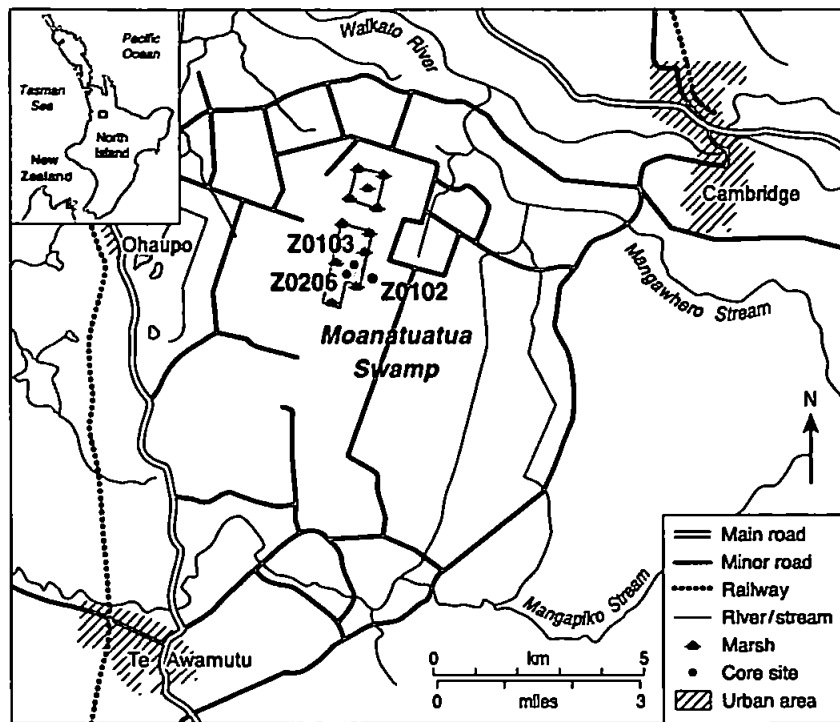 Pacific
Ocean
Tasman
Sea
North
Island
New
Zealand
Waikato
River
Cambridge
Ohaupo
Z0103
Z0206
Z0102
Mangawhero
Stream
Moanatuatua
Swamp
N
Mangapiko Stream
Te Awamutu
0 km 5
0 miles 3
Main road
Minor road
Railway
River/stream
Marsh
Core site
Urban area